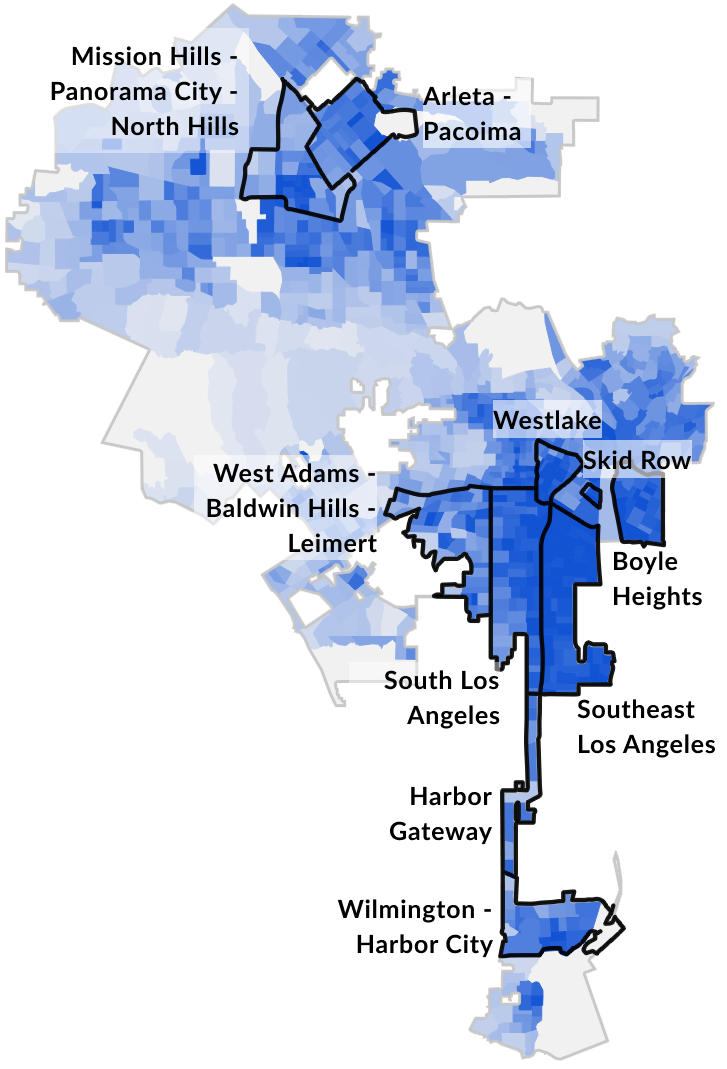 Mission Hills -
Panorama City -
North Hills
Arleta -
Pacoima
Westlake
Skid Row
West Adams -
Baldwin Hills -
Leimert
Boyle
Heights
South Los
Angeles
Southeast
Los Angeles
Harbor
Gateway
Wilmington -
Harbor City